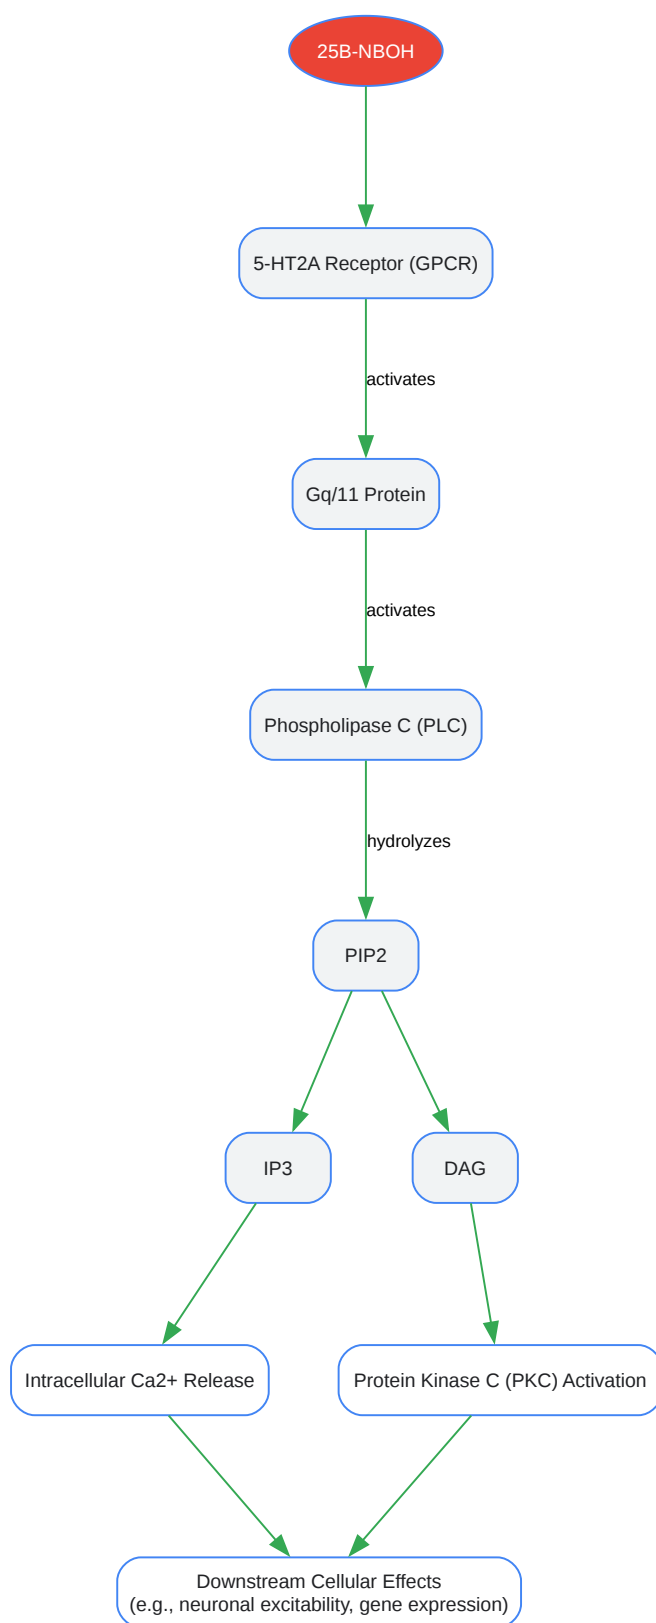 25B-NBOH
5-HT2A Receptor (GPCR)
activates
Gq/11 Protein
activates
Phospholipase C (PLC)
hydrolyzes
PIP2
IP3
DAG
Intracellular Ca2+ Release
Protein Kinase C (PKC) Activation
Downstream Cellular Effects
(e.g., neuronal excitability, gene expression)